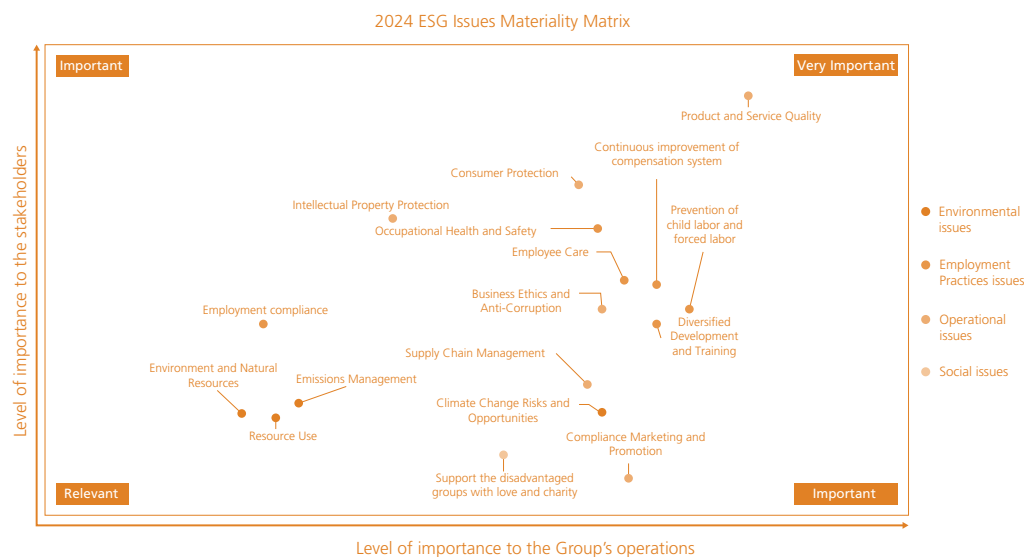 2024 ESG Issues Materiality Matrix
Important
Very Important
Product and Service Quality
Continuous improvement of
compensation system
Consumer Protection
Intellectual Property Protection
Prevention of
child labor and
forced labor
Occupational Health and Safety
Employee Care
Business Ethics and
Anti-Corruption
Employment compliance
Diversified
Development
and Training
Supply Chain Management
Environment and Natural
Resources
Emissions Management
Climate Change Risks and
Opportunities
Resource Use
Compliance Marketing and
Promotion
Support the disadvantaged
groups with love and charity
Relevant
Important
Level of importance to the stakeholders
Level of importance to the Group's operations
Environmental
issues
Employment
Practices issues
Operational
issues
Social issues